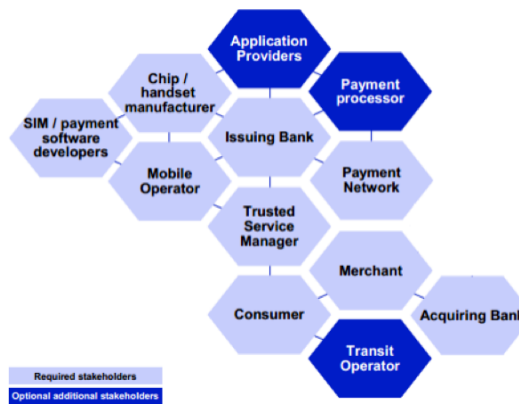 Application
Providers
Chip /
handset
manufacturer
Payment
processor
SIM / payment
software
developers
Issuing Bank
Mobile
Operator
Payment
Network
Trusted
Service
Manager
Merchant
Consumer
Acquiring Bank
Transit
Operator
Required stakeholders
Optional additional stakeholders